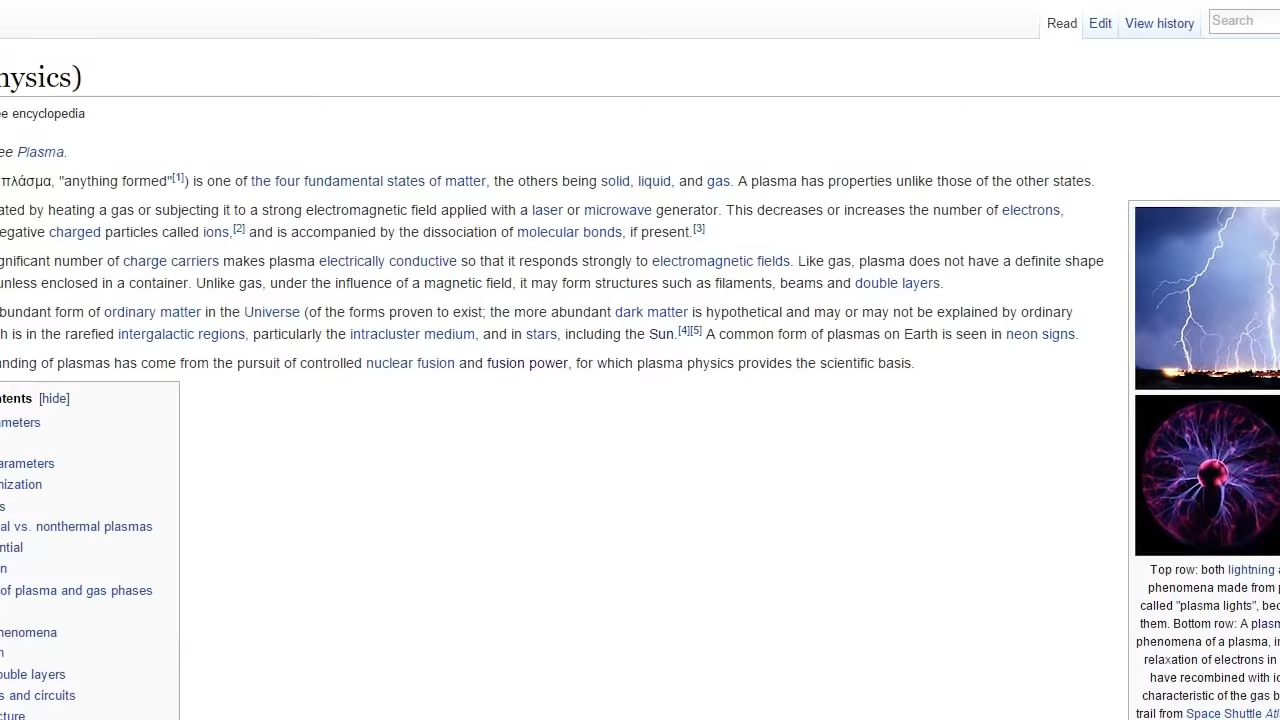 Read Edit View history Search
hysics)
e encyclopedia
ee Plasma.
πλάσμα, "anything formed"[1]) is one of the four fundamental states of matter, the others being solid, liquid, and gas. A plasma has properties unlike those of the other states.
ated by heating a gas or subjecting it to a strong electromagnetic field applied with a laser or microwave generator. This decreases or increases the number of electrons,
egative charged particles called ions,[2] and is accompanied by the dissociation of molecular bonds, if present.[3]
gnificant number of charge carriers makes plasma electrically conductive so that it responds strongly to electromagnetic fields. Like gas, plasma does not have a definite shape
unless enclosed in a container. Unlike gas, under the influence of a magnetic field, it may form structures such as filaments, beams and double layers.
bundant form of ordinary matter in the Universe (of the forms proven to exist; the more abundant dark matter is hypothetical and may or may not be explained by ordinary
h is in the rarefied intergalactic regions, particularly the intracluster medium, and in stars, including the Sun.[4][5] A common form of plasmas on Earth is seen in neon signs.
nding of plasmas has come from the pursuit of controlled nuclear fusion and fusion power, for which plasma physics provides the scientific basis.
ntents [hide]
ameters
arameters
nization
s
al vs. nonthermal plasmas
ntial
n
of plasma and gas phases
henomena
n
ouble layers
s and circuits
cture
Top row: both lightning a
phenomena made from p
called "plasma lights", bec
them. Bottom row: A plasm
phenomena of a plasma, in
relaxation of electrons in
have recombined with io
characteristic of the gas b
trail from Space Shuttle Atl